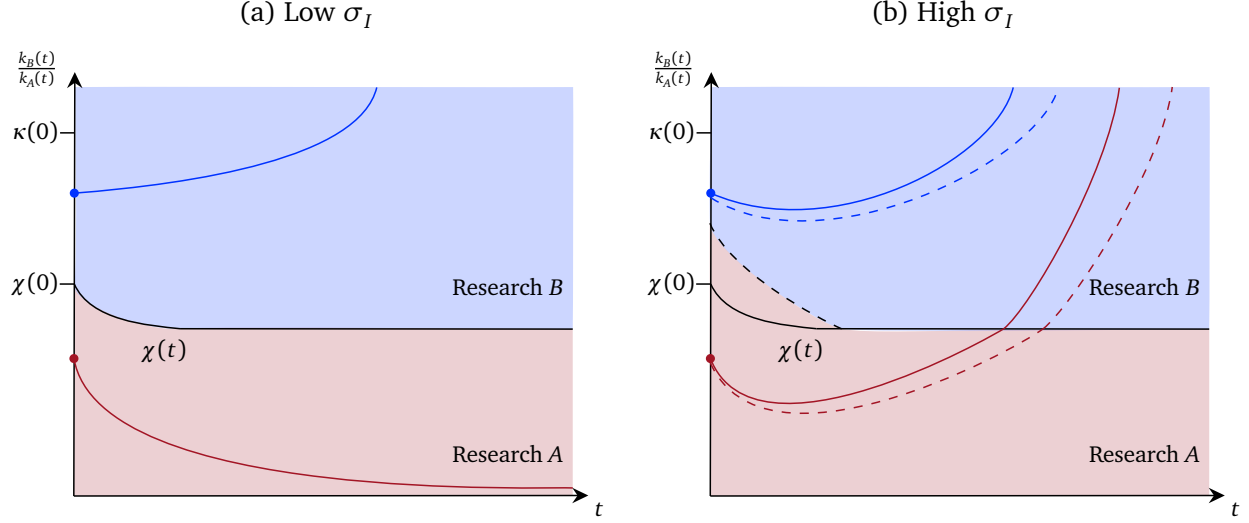 (a) Low σ_I
k_B(t)
k_A(t)
κ(0)
χ(0)
χ(t)
Research B
Research A
t
(b) High σ_I
k_B(t)
k_A(t)
κ(0)
χ(0)
χ(t)
Research B
Research A
t